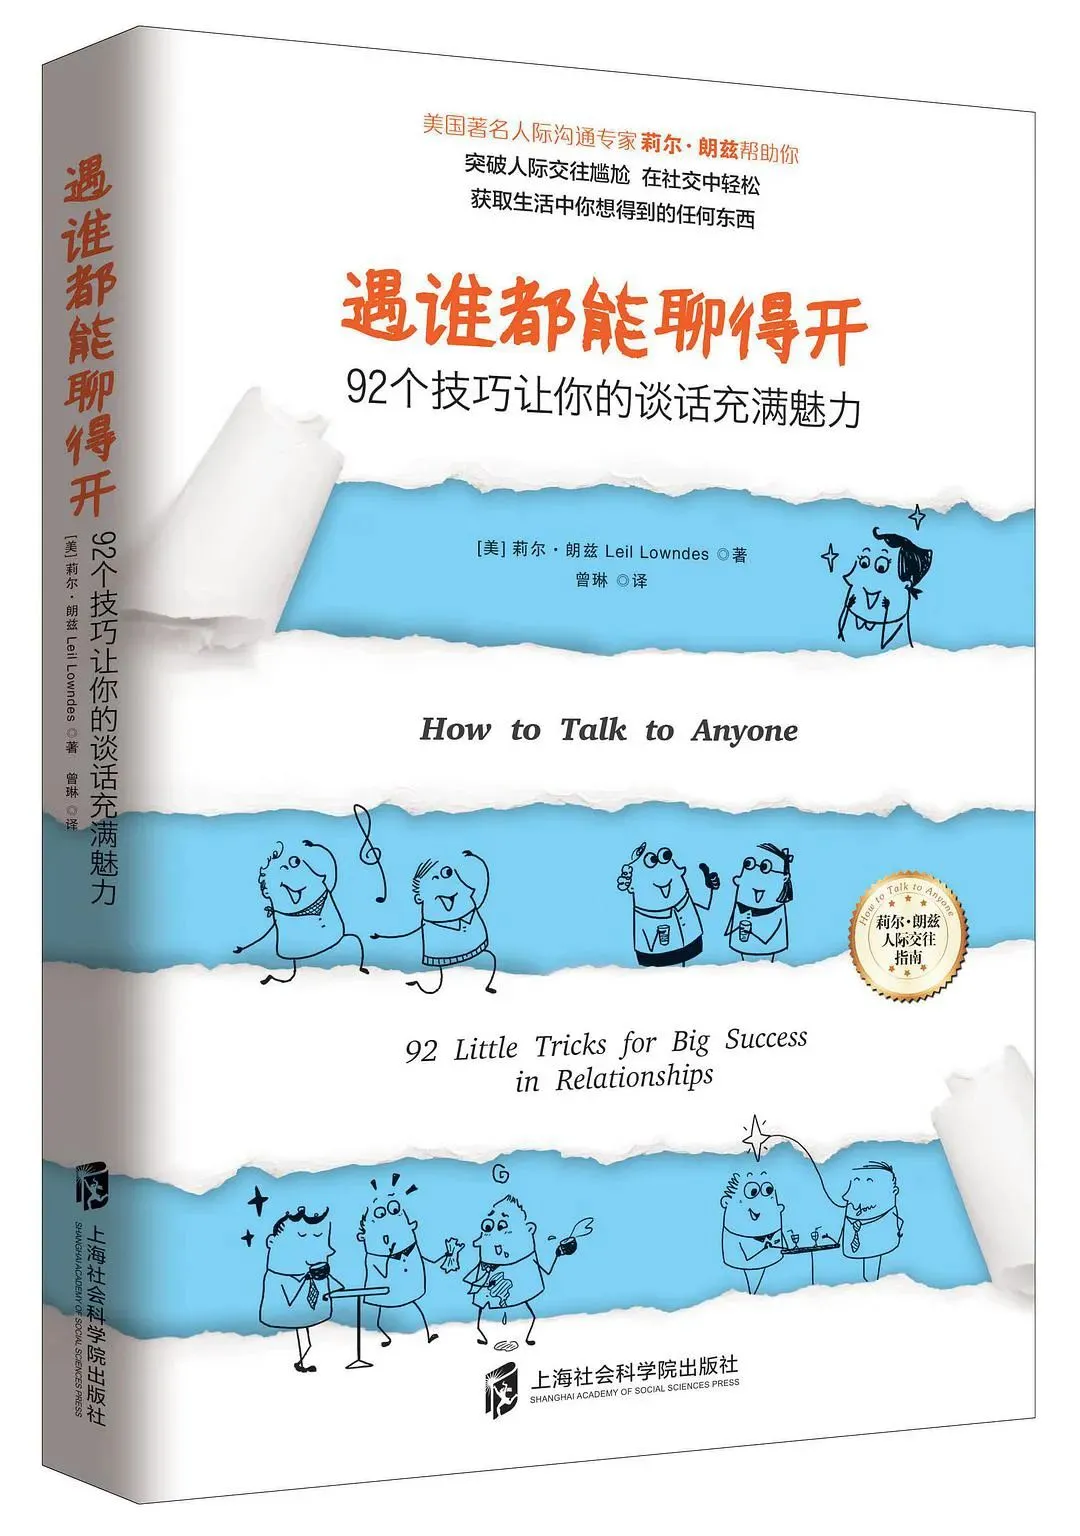 美国著名人际沟通专家莉尔·朗兹帮助你
突破人际交往尴尬 在社交中轻松
获取生活中你想得到的任何东西
遇谁都能聊得开
92个技巧让你的谈话充满魅力
[美] 莉尔·朗兹 Leil Lowndes ◎著
曾琳 ◎译
How to Talk to Anyone
How to Talk to Anyone
莉尔·朗兹
人际交往
指南
92 Little Tricks for Big Success
in Relationships
You
上海社会科学院出版社
SHANGHAI ACADEMY OF SOCIAL SCIENCES PRESS
遇谁都能聊得开
92个技巧让你的谈话充满魅力
[美] 莉尔·朗兹 Leil Lowndes ◎著 曾琳 ◎译
上海社会科学院出版社
SHANGHAI ACADEMY OF SOCIAL SCIENCES PRESS